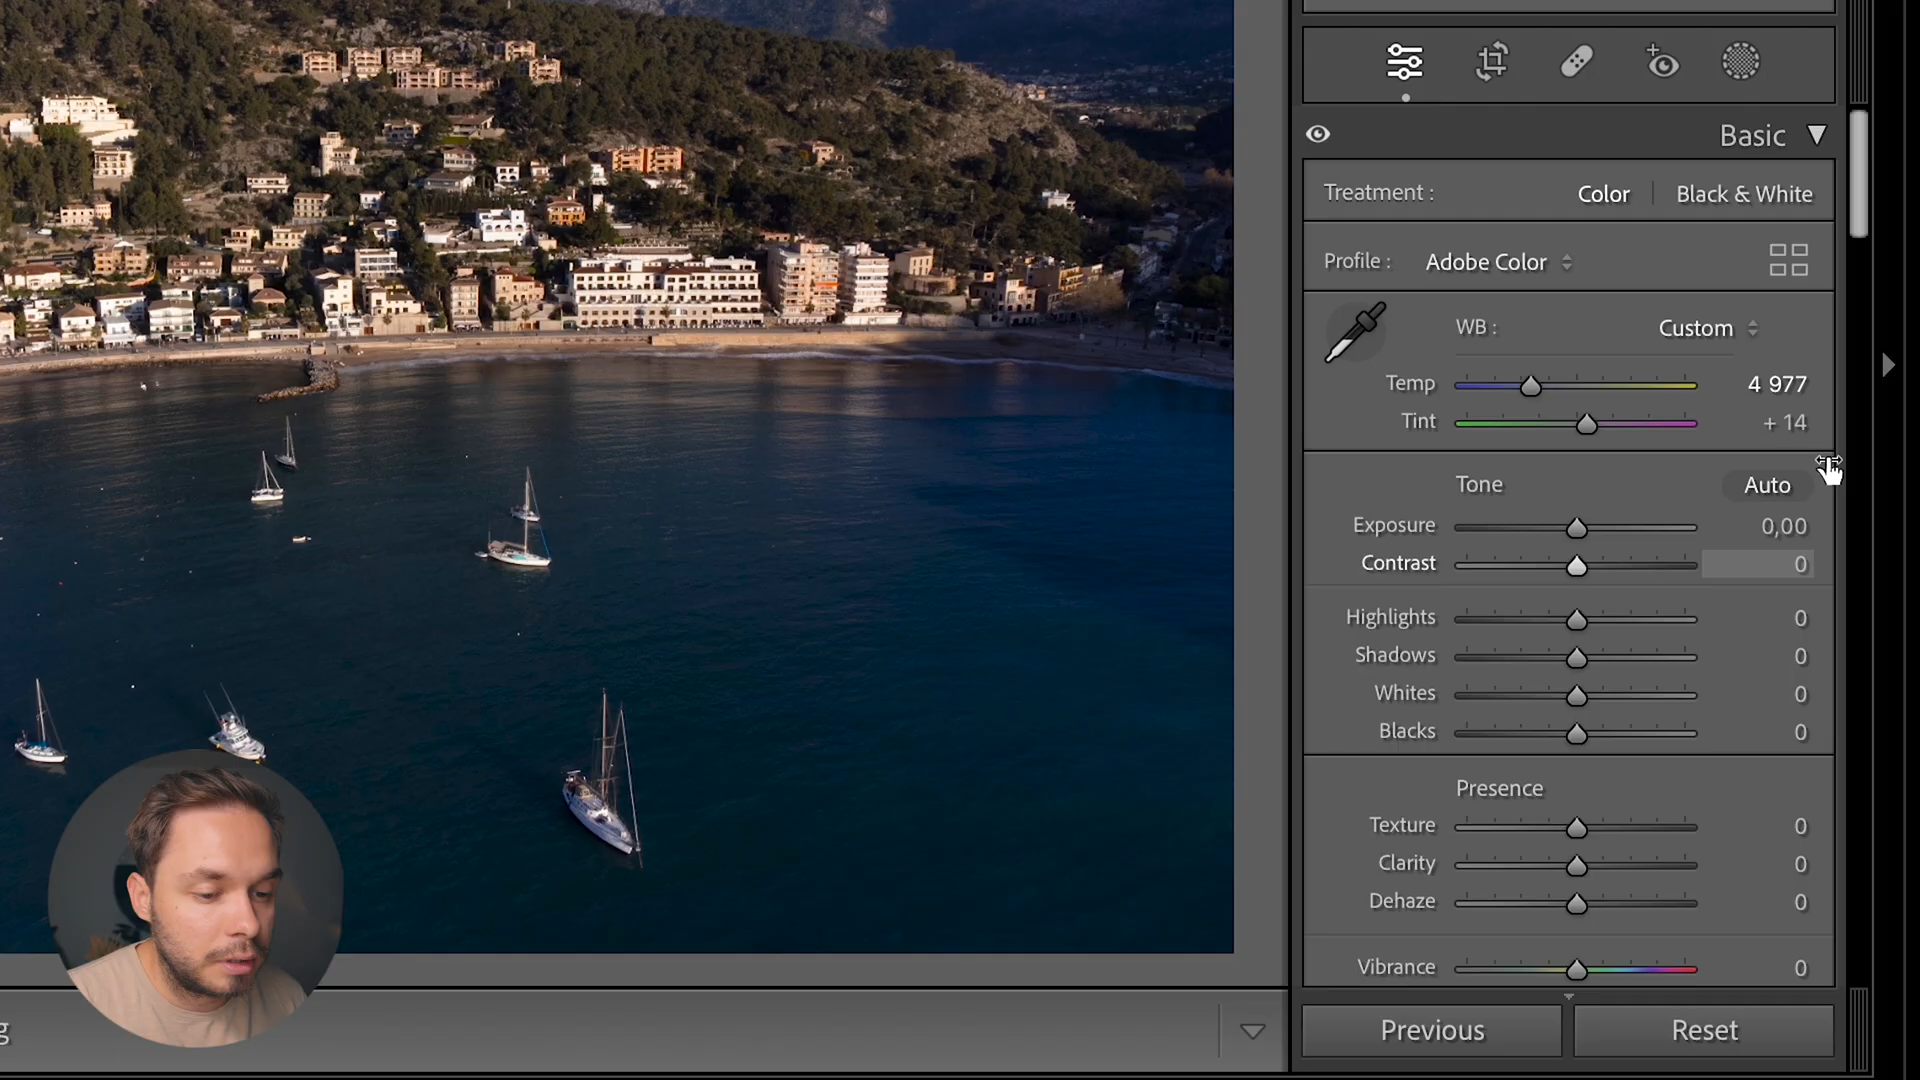 Basic
Treatment : Color Black & White
Profile : Adobe Color
WB : Custom
Temp 4 977
Tint + 14
Tone Auto
Exposure 0,00
Contrast 0
Highlights 0
Shadows 0
Whites 0
Blacks 0
Presence
Texture 0
Clarity 0
Dehaze 0
Vibrance 0
g
Previous Reset